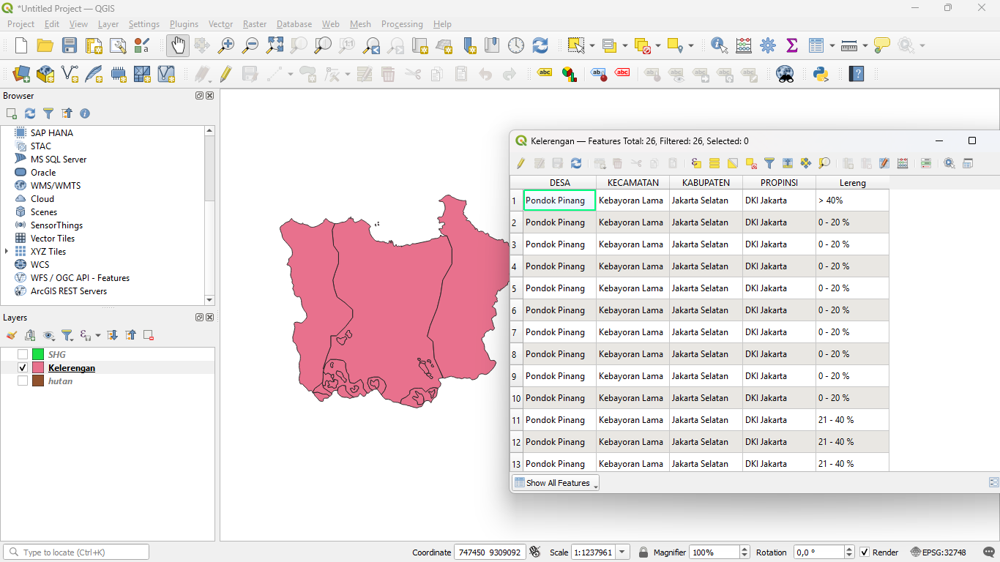 *Untitled Project — QGIS
Project Edit View Layer Settings Plugins Vector Raster Database Web Mesh Processing Help
Browser
SAP HANA
STAC
MS SQL Server
Oracle
WMS/WMTS
Cloud
Scenes
SensorThings
Vector Tiles
XYZ Tiles
WCS
WFS / OGC API - Features
ArcGIS REST Servers
Layers
SHG
Kelerengan
hutan
Kelerengan — Features Total: 26, Filtered: 26, Selected: 0
DESA KECAMATAN KABUPATEN PROPINSI Lereng
1 Pondok Pinang Kebayoran Lama Jakarta Selatan DKI Jakarta > 40%
2 Pondok Pinang Kebayoran Lama Jakarta Selatan DKI Jakarta 0 - 20 %
3 Pondok Pinang Kebayoran Lama Jakarta Selatan DKI Jakarta 0 - 20 %
4 Pondok Pinang Kebayoran Lama Jakarta Selatan DKI Jakarta 0 - 20 %
5 Pondok Pinang Kebayoran Lama Jakarta Selatan DKI Jakarta 0 - 20 %
6 Pondok Pinang Kebayoran Lama Jakarta Selatan DKI Jakarta 0 - 20 %
7 Pondok Pinang Kebayoran Lama Jakarta Selatan DKI Jakarta 0 - 20 %
8 Pondok Pinang Kebayoran Lama Jakarta Selatan DKI Jakarta 0 - 20 %
9 Pondok Pinang Kebayoran Lama Jakarta Selatan DKI Jakarta 0 - 20 %
10 Pondok Pinang Kebayoran Lama Jakarta Selatan DKI Jakarta 0 - 20 %
11 Pondok Pinang Kebayoran Lama Jakarta Selatan DKI Jakarta 21 - 40 %
12 Pondok Pinang Kebayoran Lama Jakarta Selatan DKI Jakarta 21 - 40 %
13 Pondok Pinang Kebayoran Lama Jakarta Selatan DKI Jakarta 21 - 40 %
Show All Features
Type to locate (Ctrl+K) Coordinate 747450 9309092 Scale 1:1237961 Magnifier 100% Rotation 0,0 ° Render EPSG:32748